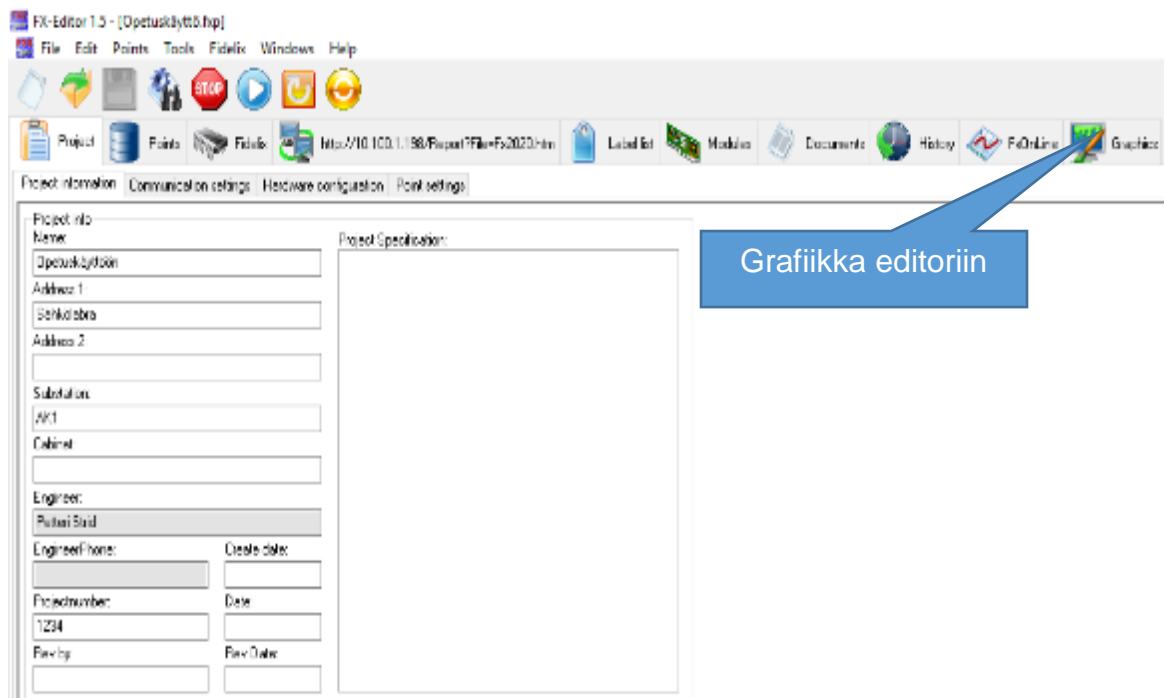 FX-Editor 1.5 - [Opetuskäyttö.fxp]
File Edit Points Tools Fidelix Windows Help
STOP
Project Points Fidelix http://10.100.1.198/Report?File=Fx2020.htm Label list Modules Documents History FxOnLine Graphics
Project information Communication settings Hardware configuration Point settings
Project info
Name: Project Specification:
Opetuskäyttöön
Grafiikka editoriin
Address 1:
Sähkölabra
Address 2
Substation:
AK1
Cabinet
Engineer:
Petteri
EngineerPhone: Create date:
Projectnumber: Date
1234
Rev by: Rev Date: